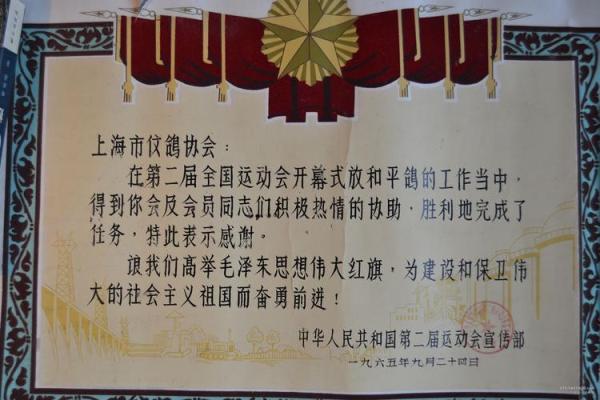 上海市信鸽协会：
在第二届全国运动会开幕式放和平鸽的工作当中，
得到你会及会员同志们积极热情的协助，胜利地完成了
任务，特此表示感谢。
让我们高举毛泽东思想伟大红旗，为建设和保卫伟
大的社会主义祖国而奋勇前进！
中华人民共和国第二届运动会宣传部
一九六五年九月二十四日